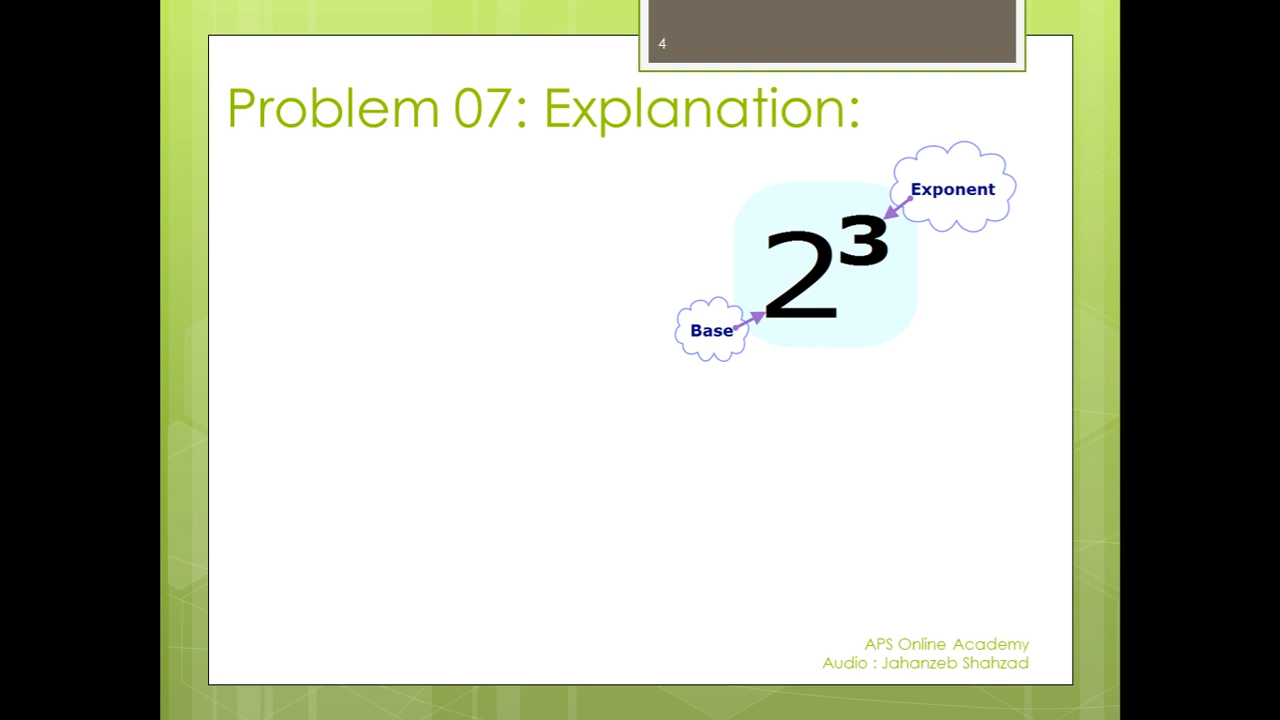 4
Problem 07: Explanation:
Exponent
2³
Base
APS Online Academy
Audio : Jahanzeb Shahzad